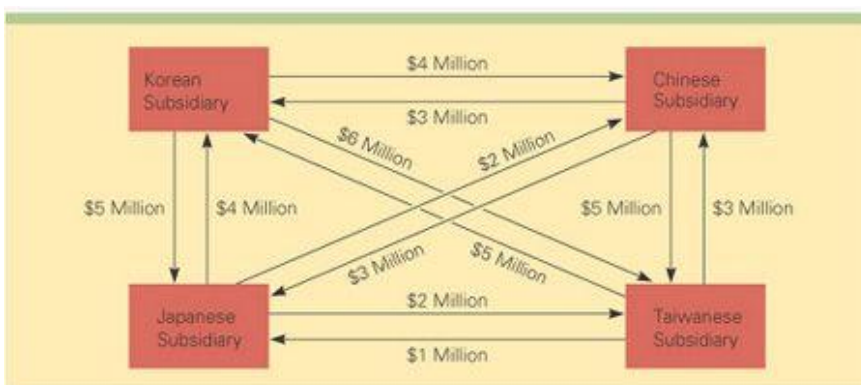 Korean
Subsidiary
$4 Million
Chinese
Subsidiary
$3 Million
$6 Million
$2 Million
$5 Million
$4 Million
$5 Million
$3 Million
$3 Million
$5 Million
Japanese
Subsidiary
$2 Million
Taiwanese
Subsidiary
$1 Million